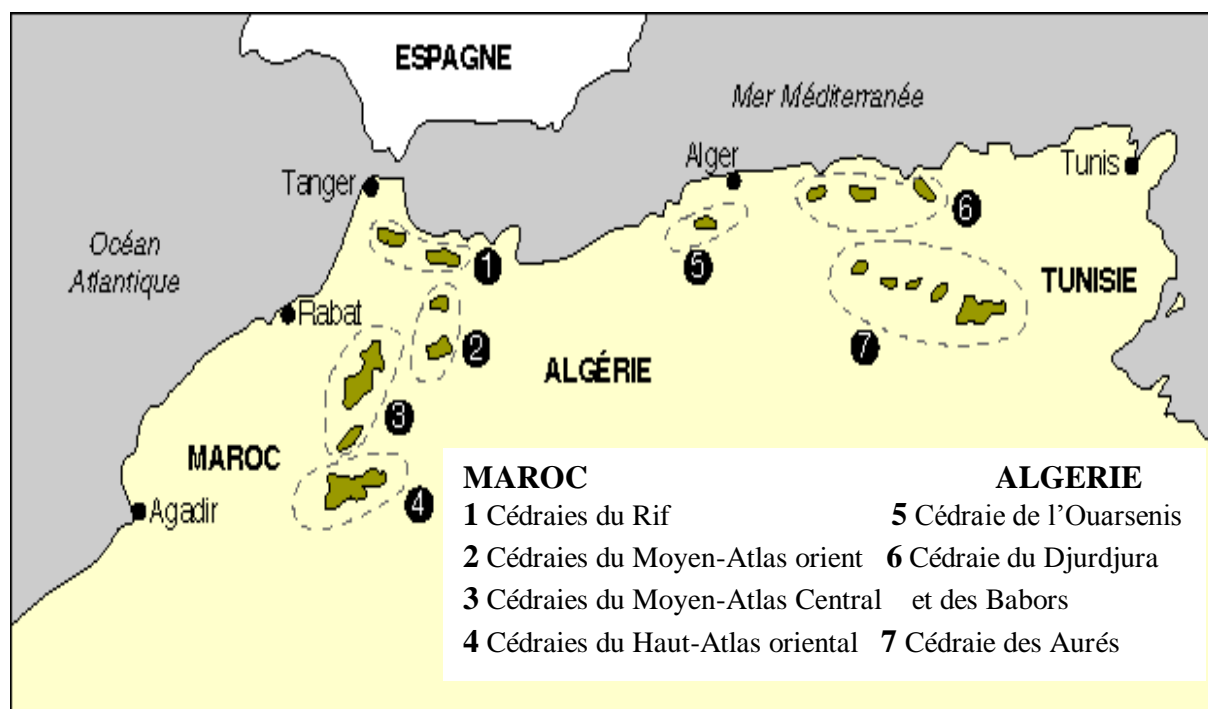 ESPAGNE
Mer Méditerranée
Alger
Tunis
Tanger
6
Océan
Atlantique
1
5
TUNISIE
Rabat
2
7
ALGÉRIE
3
MAROC
4
Agadir
MAROC ALGERIE
1 Cédraies du Rif 5 Cédraie de l’Ouarsenis
2 Cédraies du Moyen-Atlas orient 6 Cédraie du Djurdjura
3 Cédraies du Moyen-Atlas Central et des Babors
4 Cédraies du Haut-Atlas oriental 7 Cédraie des Aurés